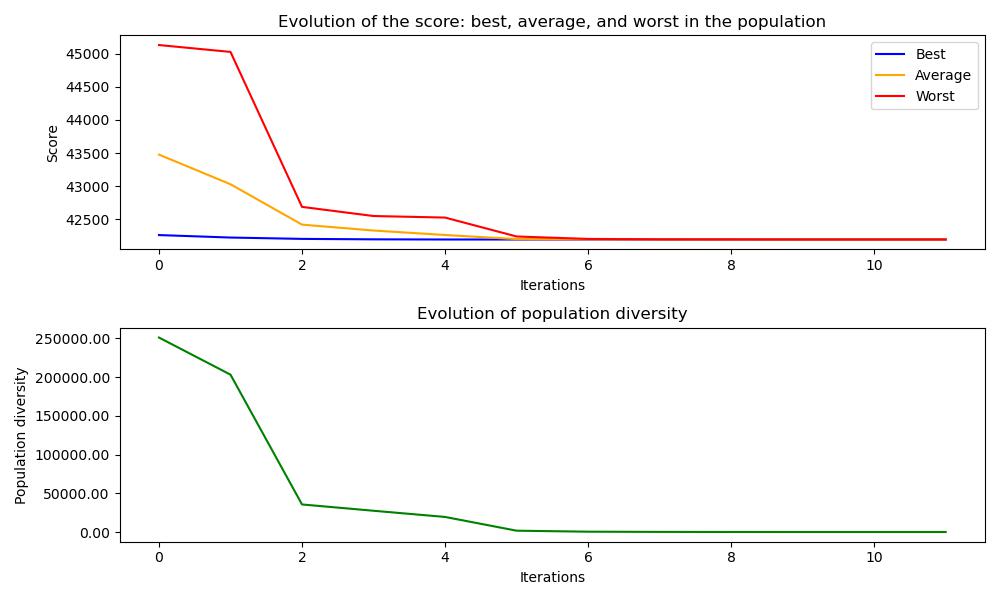 Evolution of the score: best, average, and worst in the population
45000
44500
44000
43500
43000
42500
Score
Best
Average
Worst
0 2 4 6 8 10
Iterations
Evolution of population diversity
250000.00
200000.00
150000.00
100000.00
50000.00
0.00
Population diversity
0 2 4 6 8 10
Iterations